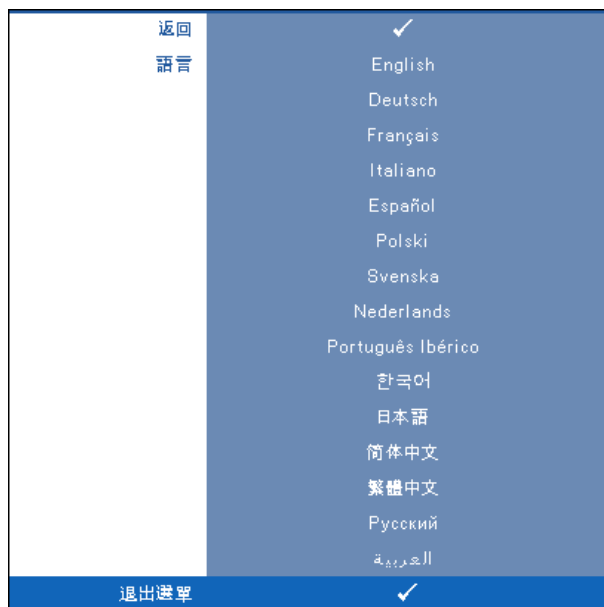 返回 ✓
語言 English
Deutsch
Français
Italiano
Español
Polski
Svenska
Nederlands
Português Ibérico
한국어
日本語
简体中文
繁體中文
Русский
العربية
退出選單 ✓